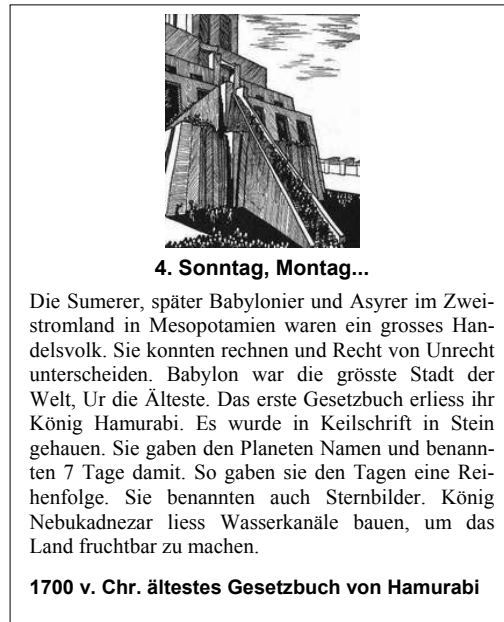 4. Sonntag, Montag...
Die Sumerer, später Babylonier und Asyrer im Zwei-
stromland in Mesopotamien waren ein grosses Han-
delsvolk. Sie konnten rechnen und Recht von Unrecht
unterscheiden. Babylon war die grösste Stadt der
Welt, Ur die Älteste. Das erste Gesetzbuch erliess ihr
König Hamurabi. Es wurde in Keilschrift in Stein
gehauen. Sie gaben den Planeten Namen und benann-
ten 7 Tage damit. So gaben sie den Tagen eine Rei-
henfolge. Sie benannten auch Sternbilder. König
Nebukadnezar liess Wasserkanäle bauen, um das
Land fruchtbar zu machen.
1700 v. Chr. ältestes Gesetzbuch von Hamurabi